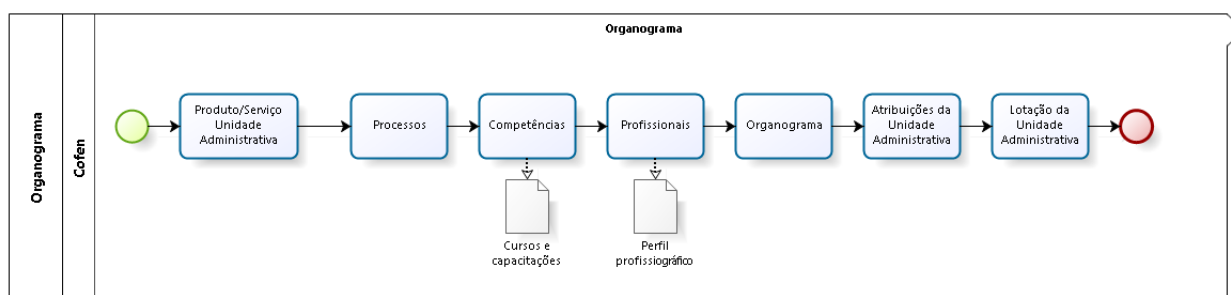 Organograma
Organograma
Cofen
Produto/Serviço
Unidade
Administrativa
Processos
Competências
Profissionais
Organograma
Atribuições da
Unidade
Administrativa
Lotação da
Unidade
Administrativa
Cursos e
capacitações
Perfil
profissiográfico